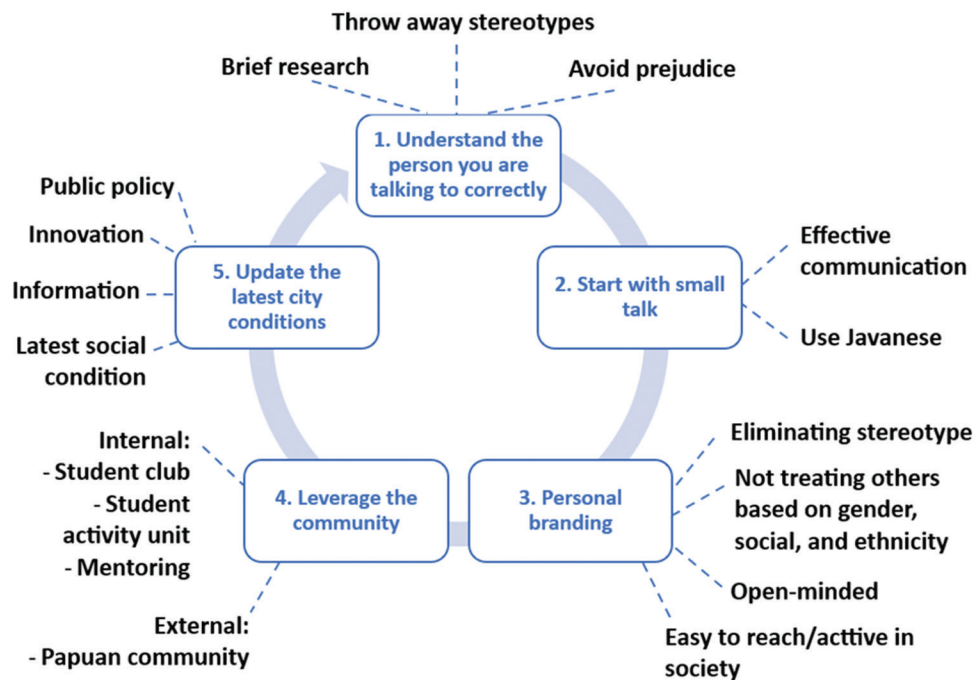 Throw away stereotypes
Brief research
Avoid prejudice
1. Understand the
person you are
talking to correctly
Effective
communication
2. Start with small
talk
Use Javanese
Eliminating stereotype
Not treating others
based on gender,
social, and ethnicity
3. Personal
branding
Open-minded
Easy to reach/acttive in
society
Internal:
- Student club
- Student
activity unit
- Mentoring
4. Leverage the
community
External:
- Papuan community
Public policy
Innovation
Information
Latest social
condition
5. Update the
latest city
conditions